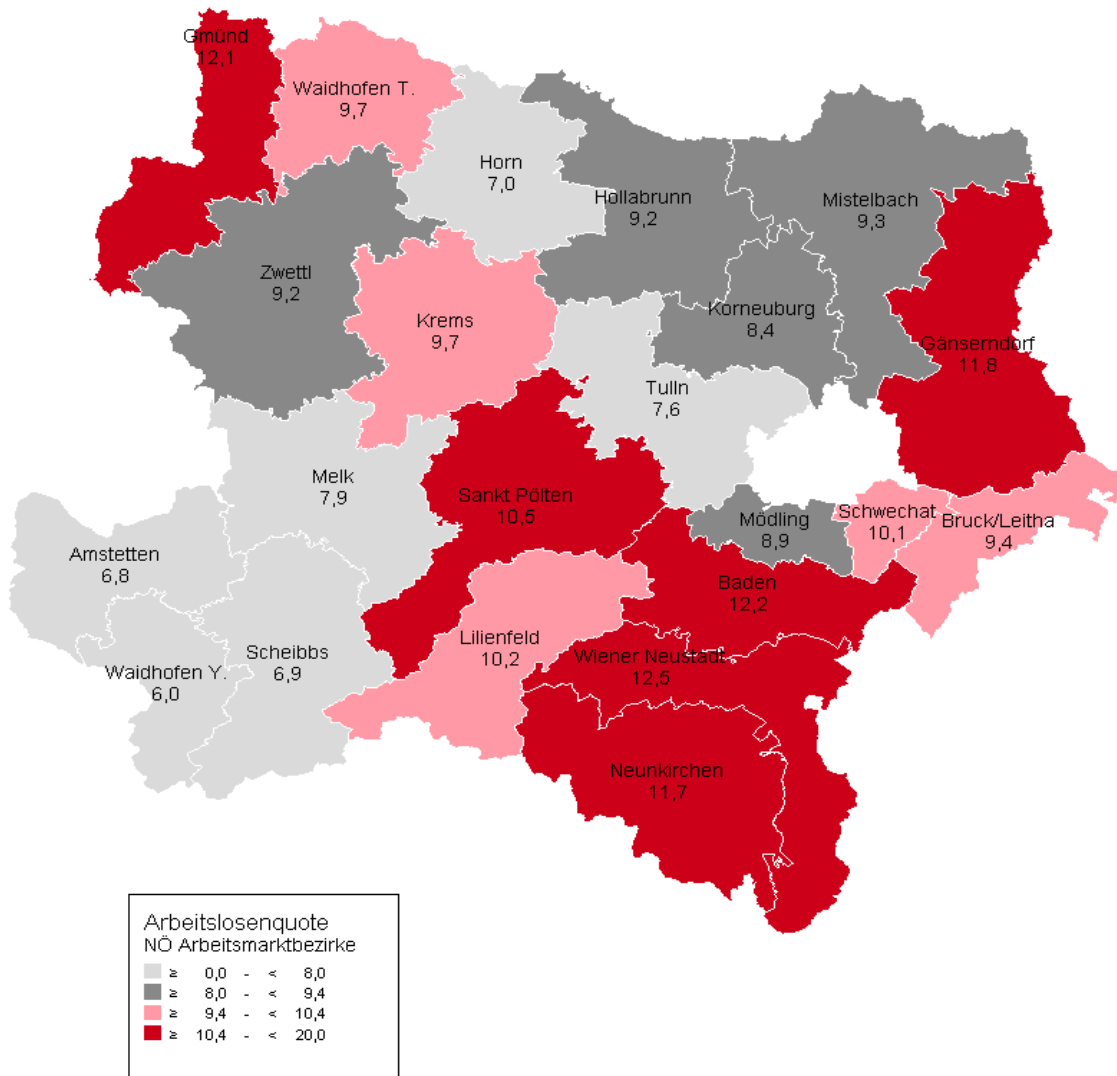 Gmünd
12,1
Waidhofen T.
9,7
Horn
7,0
Hollabrunn
9,2
Mistelbach
9,3
Zwettl
9,2
Krems
9,7
Korneuburg
8,4
Gänserndorf
11,8
Tulln
7,6
Melk
7,9
Sankt Pölten
10,5
Mödling
8,9
Schwechat
10,1
Bruck/Leitha
9,4
Amstetten
6,8
Baden
12,2
Scheibbs
6,9
Lilienfeld
10,2
Waidhofen Y.
6,0
Wiener Neustadt
12,5
Neunkirchen
11,7
Arbeitslosenquote
NÖ Arbeitsmarktbezirke
≥ 0,0 - < 8,0
≥ 8,0 - < 9,4
≥ 9,4 - < 10,4
≥ 10,4 - < 20,0